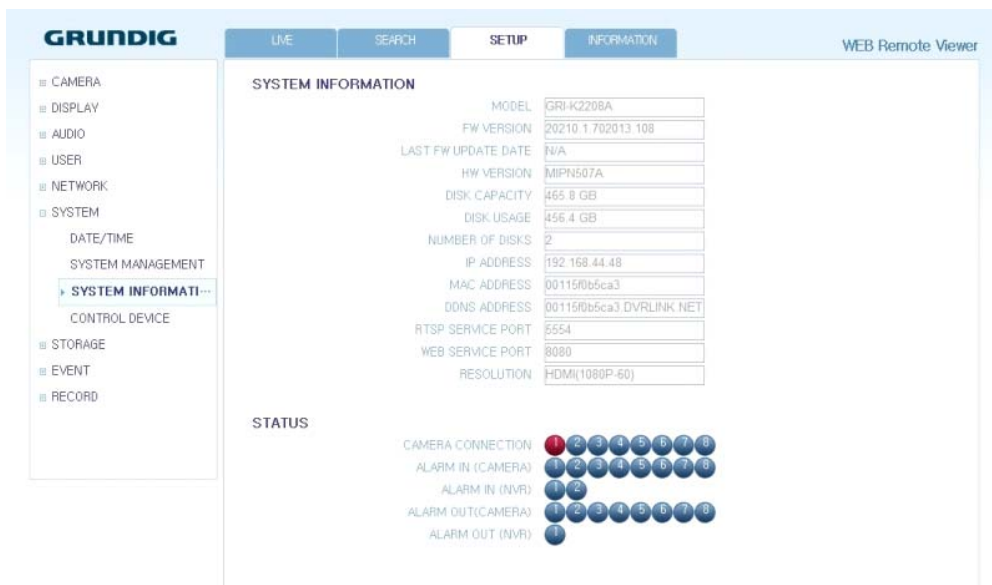 GRUNDIG
LIVE SEARCH SETUP INFORMATION
WEB Remote Viewer
CAMERA
DISPLAY
AUDIO
USER
NETWORK
SYSTEM
DATE/TIME
SYSTEM MANAGEMENT
SYSTEM INFORMATI···
CONTROL DEVICE
STORAGE
EVENT
RECORD
SYSTEM INFORMATION
MODEL GRI-K2208A
FW VERSION 20210.1.702013.108
LAST FW UPDATE DATE N/A
HW VERSION MIPN507A
DISK CAPACITY 465.8 GB
DISK USAGE 456.4 GB
NUMBER OF DISKS 2
IP ADDRESS 192.168.44.48
MAC ADDRESS 00115f0b5ca3
DDNS ADDRESS 00115f0b5ca3.DVRLINK.NET
RTSP SERVICE PORT 5554
WEB SERVICE PORT 8080
RESOLUTION HDMI(1080P-60)
STATUS
CAMERA CONNECTION 1 2 3 4 5 6 7 8
ALARM IN (CAMERA) 1 2 3 4 5 6 7 8
ALARM IN (NVR) 1 2
ALARM OUT(CAMERA) 1 2 3 4 5 6 7 8
ALARM OUT (NVR) 1